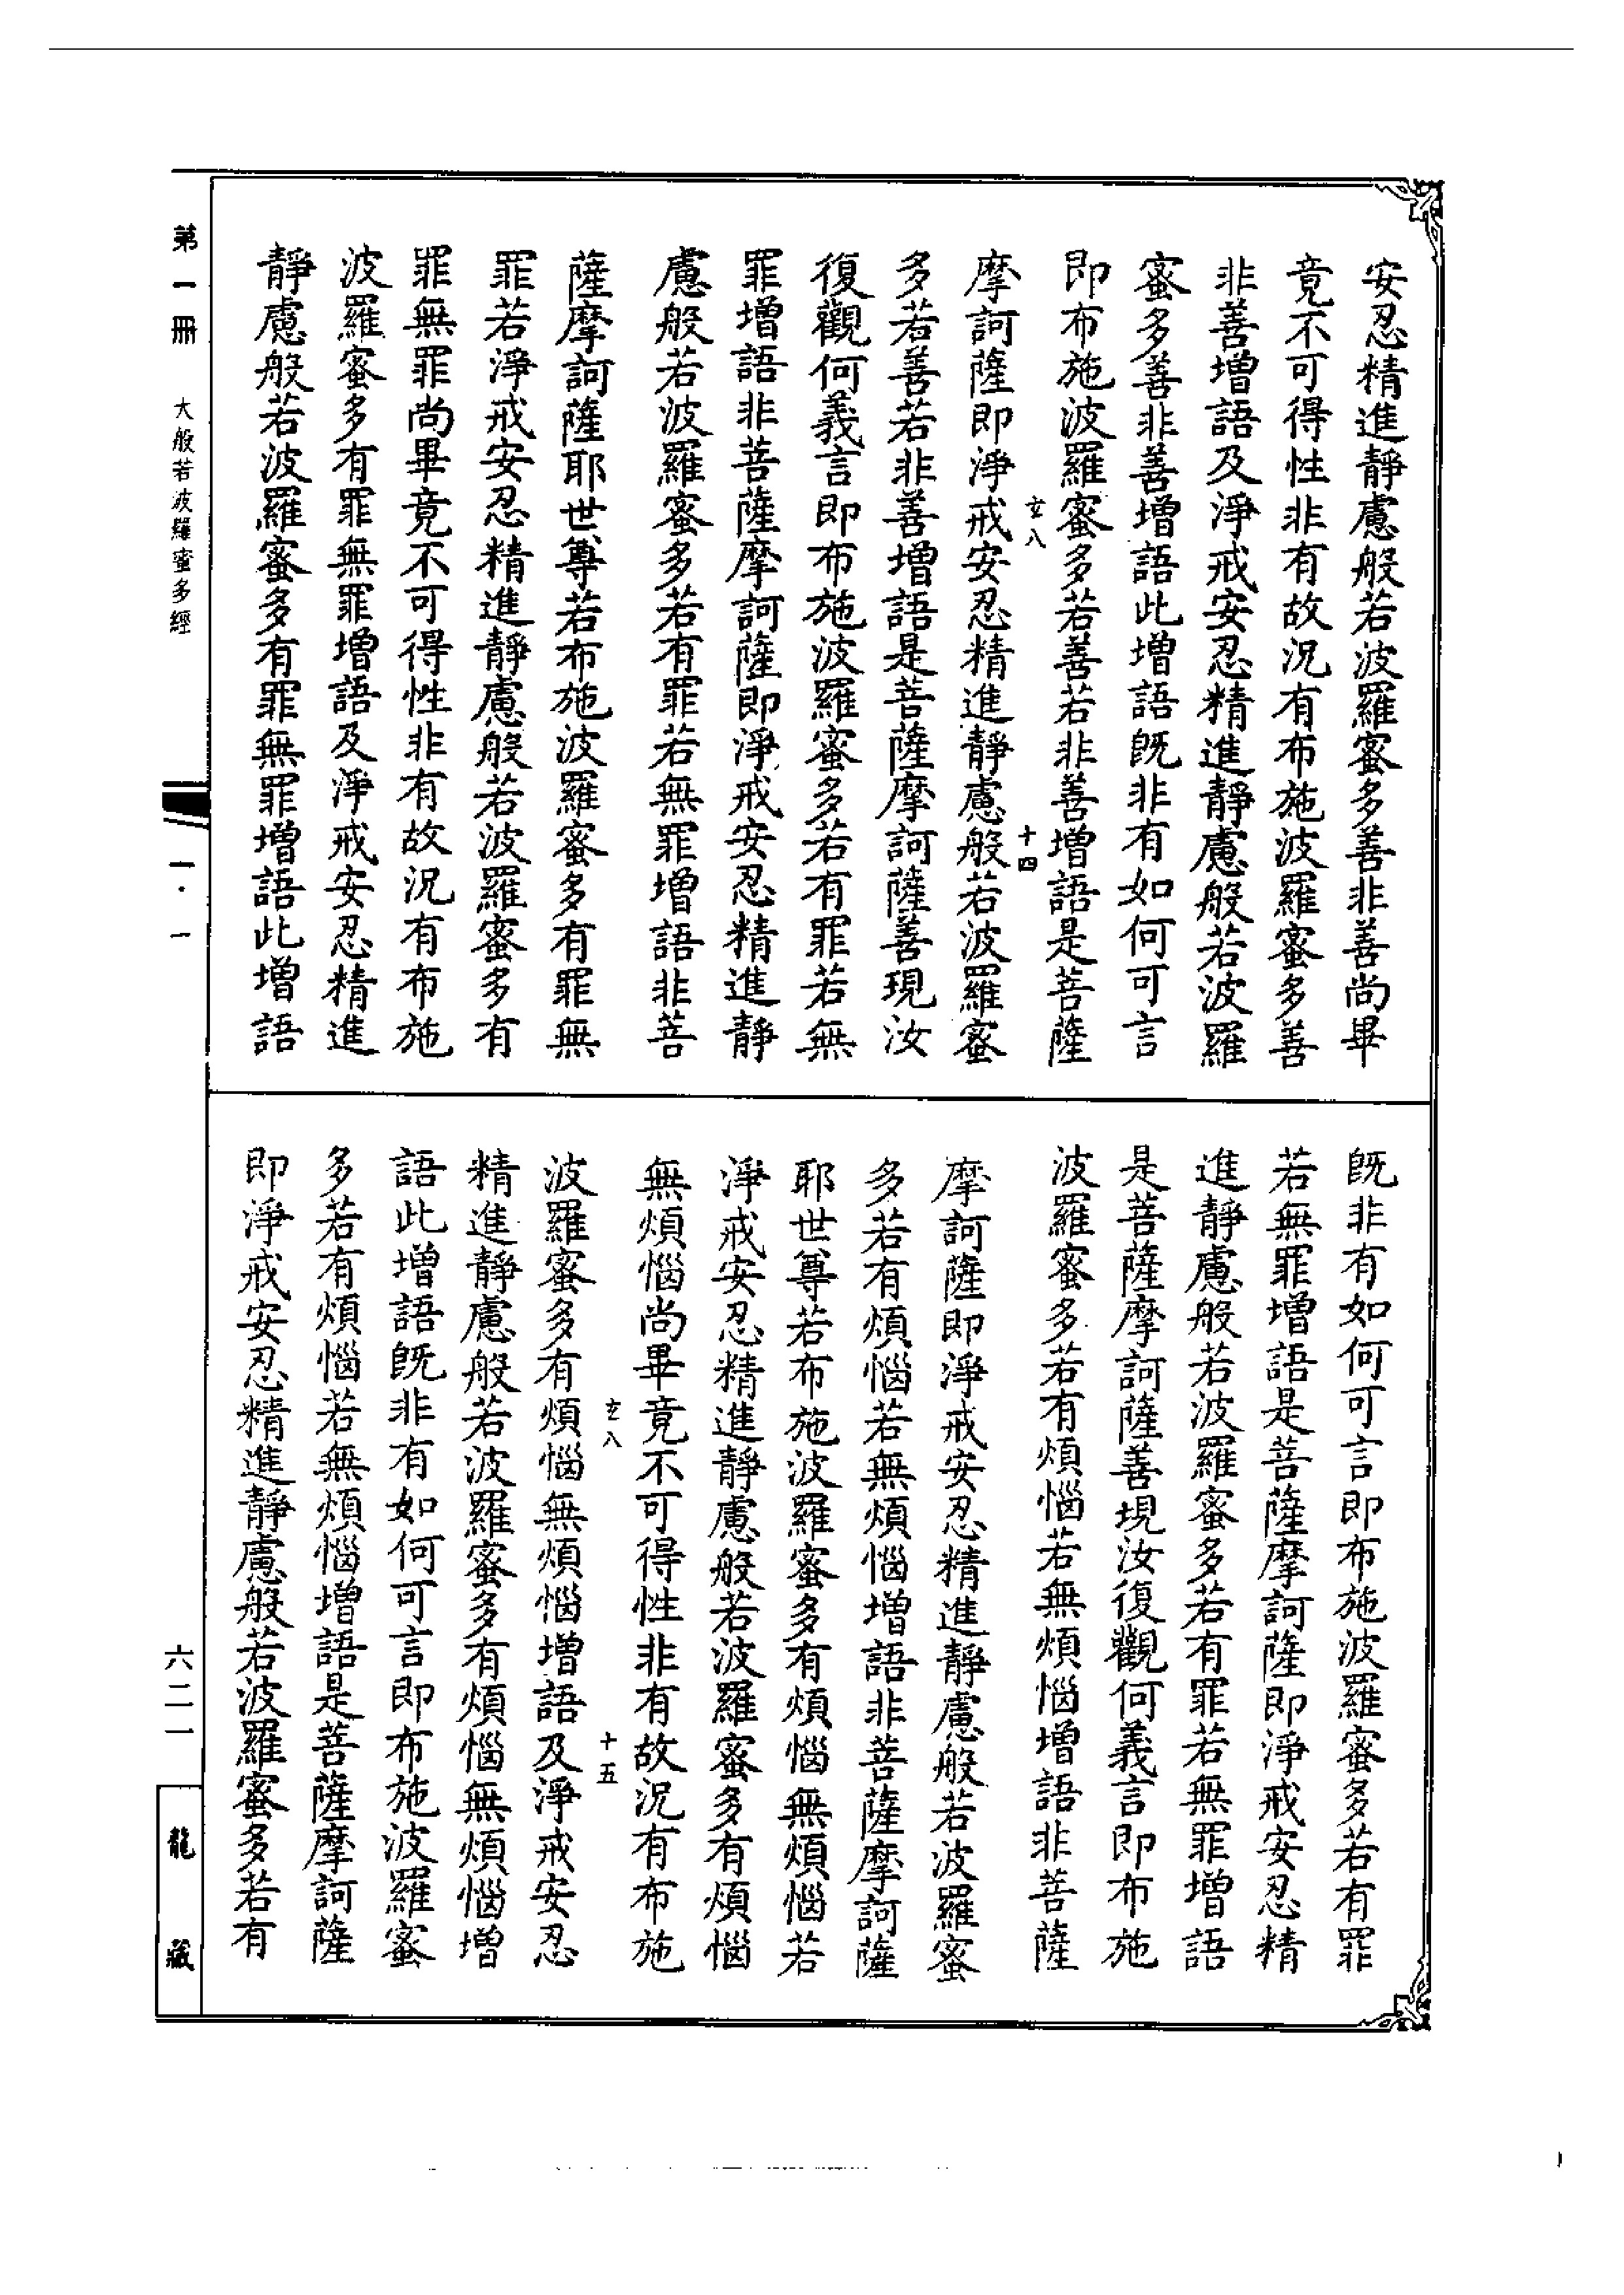 安忍精進靜慮般若波羅蜜多善非善尚畢
竟不可得性非有故況有布施波羅蜜多善
非善增語及淨戒安忍精進靜慮般若波羅
蜜多善非善增語此增語旣非有如何可言
即布施波羅蜜多若善若非善增語是菩薩
玄八 十四
摩訶薩即淨戒安忍精進靜慮般若波羅蜜
多若善若非善增語是菩薩摩訶薩善現汝
復觀何義言即布施波羅蜜多若有罪若無
罪增語非菩薩摩訶薩即淨戒安忍精進靜
慮般若波羅蜜多若有罪若無罪增語非菩
薩摩訶薩耶世尊若布施波羅蜜多有罪無
罪若淨戒安忍精進靜慮般若波羅蜜多有
罪無罪尚畢竟不可得性非有故況有布施
波羅蜜多有罪無罪增語及淨戒安忍精進
靜慮般若波羅蜜多有罪無罪增語此增語
旣非有如何可言即布施波羅蜜多若有罪
若無罪增語是菩薩摩訶薩即淨戒安忍精
進靜慮般若波羅蜜多若有罪若無罪增語
是菩薩摩訶薩善現汝復觀何義言即布施
波羅蜜多若有煩惱若無煩惱增語非菩薩
摩訶薩即淨戒安忍精進靜慮般若波羅蜜
多若有煩惱若無煩惱增語非菩薩摩訶薩
耶世尊若布施波羅蜜多有煩惱無煩惱若
淨戒安忍精進靜慮般若波羅蜜多有煩惱
無煩惱尚畢竟不可得性非有故況有布施
玄八 十五
波羅蜜多有煩惱無煩惱增語及淨戒安忍
精進靜慮般若波羅蜜多有煩惱無煩惱增
語此增語旣非有如何可言即布施波羅蜜
多若有煩惱若無煩惱增語是菩薩摩訶薩
即淨戒安忍精進靜慮般若波羅蜜多若有
第一冊 大般若波羅蜜多經 一·一 六二一 龍藏